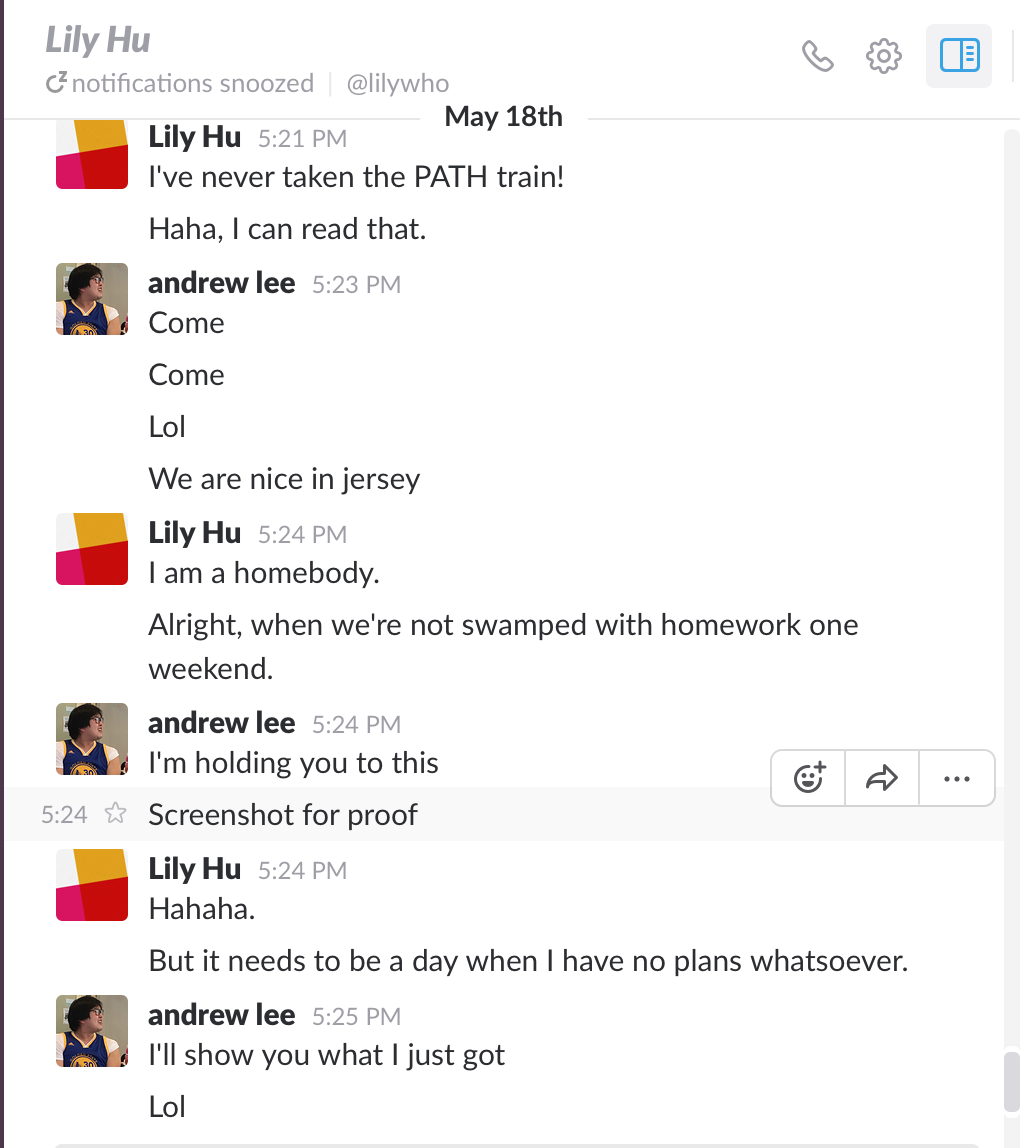 Lily Hu
notifications snoozed @lilywho
May 18th
Lily Hu 5:21 PM
I've never taken the PATH train!
Haha, I can read that.
andrew lee 5:23 PM
Come
Come
Lol
We are nice in jersey
Lily Hu 5:24 PM
I am a homebody.
Alright, when we're not swamped with homework one
weekend.
andrew lee 5:24 PM
I'm holding you to this
5:24 Screenshot for proof
Lily Hu 5:24 PM
Hahaha.
But it needs to be a day when I have no plans whatsoever.
andrew lee 5:25 PM
I'll show you what I just got
Lol